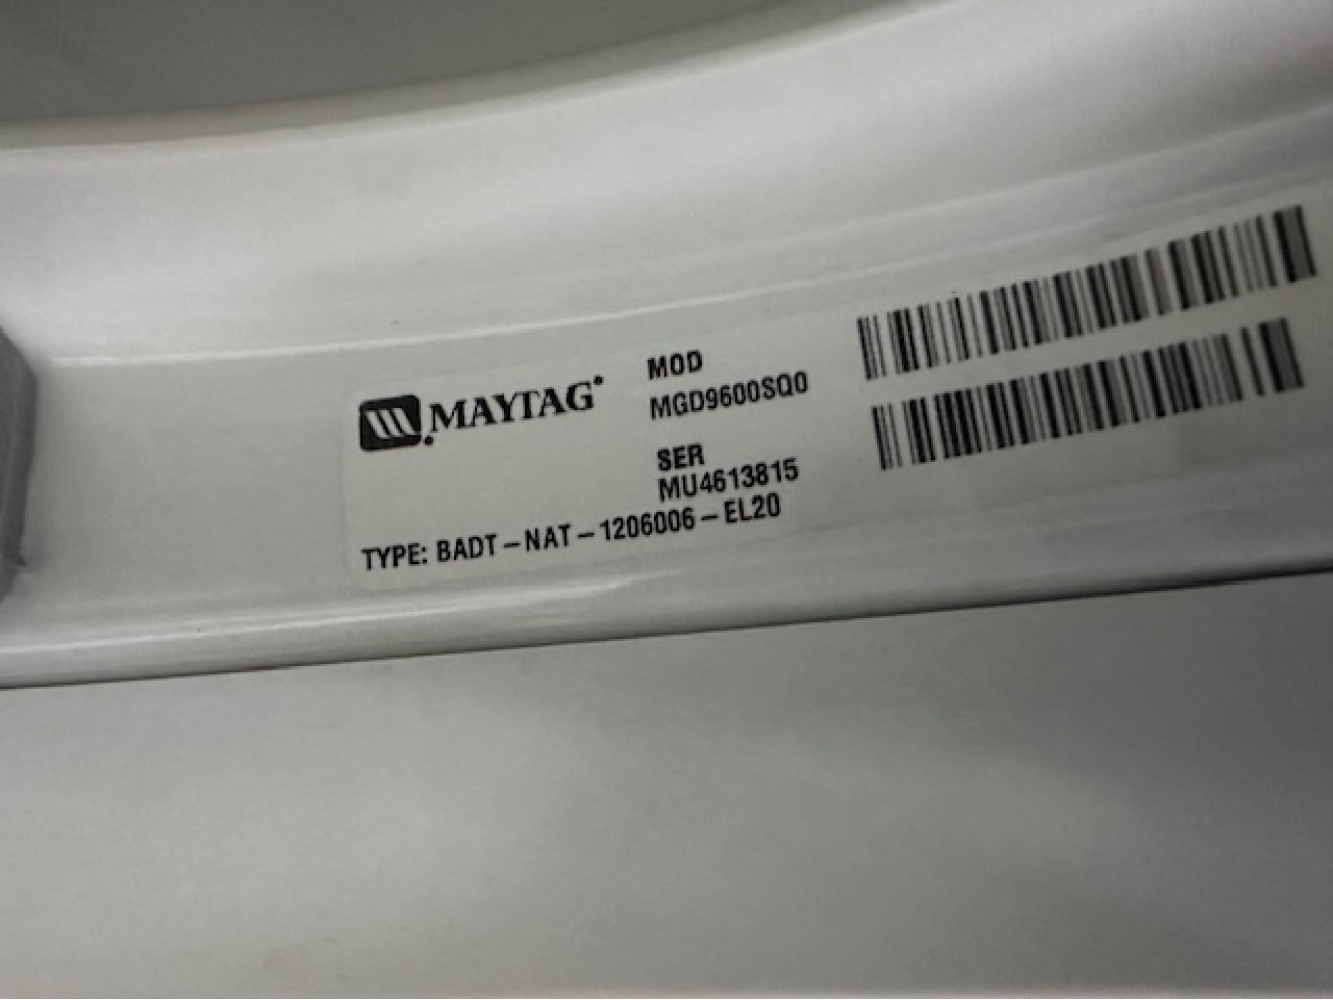 MAYTAG®
MOD
MGD9600SQ0
SER
MU4613815
TYPE: BADT – NAT – 1206006 – EL20